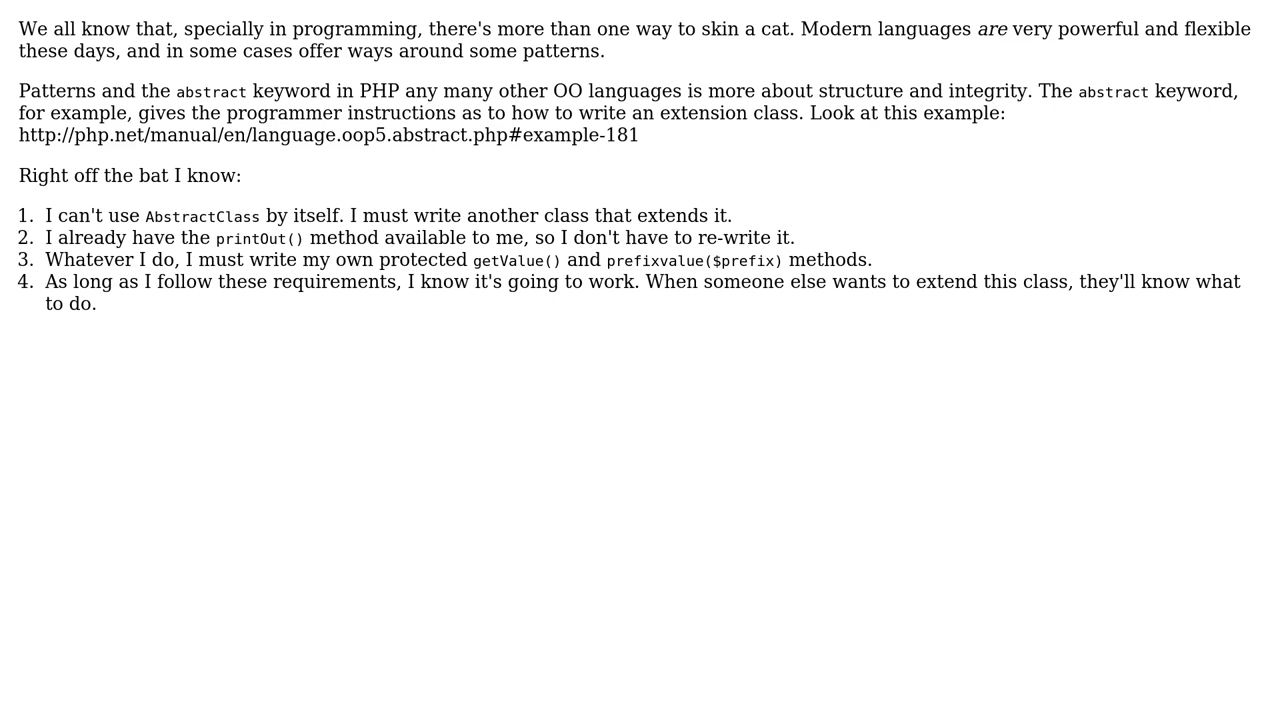 We all know that, specially in programming, there's more than one way to skin a cat. Modern languages are very powerful and flexible
these days, and in some cases offer ways around some patterns.
Patterns and the abstract keyword in PHP any many other OO languages is more about structure and integrity. The abstract keyword,
for example, gives the programmer instructions as to how to write an extension class. Look at this example:
http://php.net/manual/en/language.oop5.abstract.php#example-181
Right off the bat I know:
1. I can't use AbstractClass by itself. I must write another class that extends it.
2. I already have the printOut() method available to me, so I don't have to re-write it.
3. Whatever I do, I must write my own protected getValue() and prefixvalue($prefix) methods.
4. As long as I follow these requirements, I know it's going to work. When someone else wants to extend this class, they'll know what
to do.